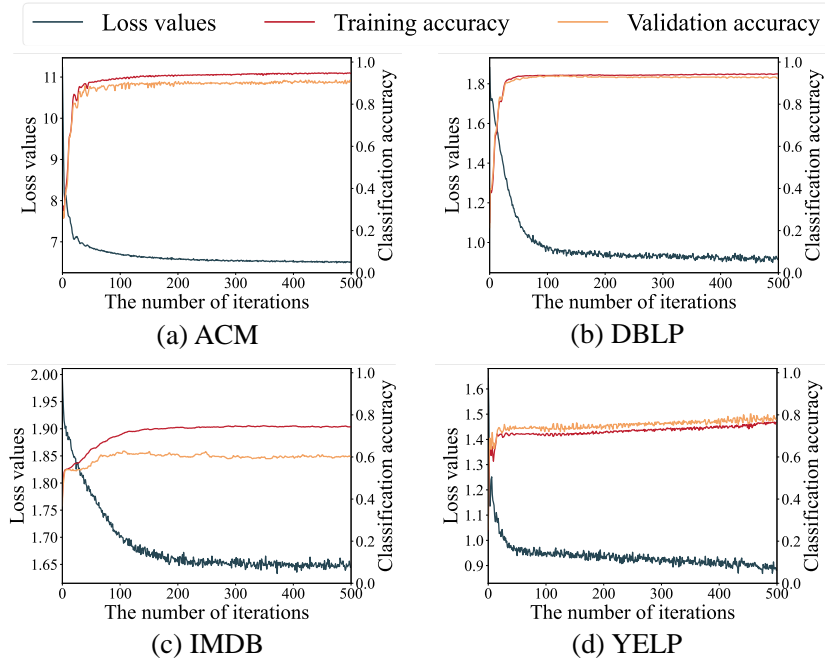 Loss values Training accuracy Validation accuracy
Loss values
11
10
9
8
7
6
Classification accuracy
1.0
0.8
0.6
0.4
0.2
0.0
0 100 200 300 400 500
The number of iterations
(a) ACM
Loss values
1.8
1.6
1.4
1.2
1.0
Classification accuracy
1.0
0.8
0.6
0.4
0.2
0.0
0 100 200 300 400 500
The number of iterations
(b) DBLP
Loss values
2.00
1.95
1.90
1.85
1.80
1.75
1.70
1.65
Classification accuracy
1.0
0.8
0.6
0.4
0.2
0.0
0 100 200 300 400 500
The number of iterations
(c) IMDB
Loss values
1.6
1.5
1.4
1.3
1.2
1.1
1.0
0.9
Classification accuracy
1.0
0.8
0.6
0.4
0.2
0.0
0 100 200 300 400 500
The number of iterations
(d) YELP